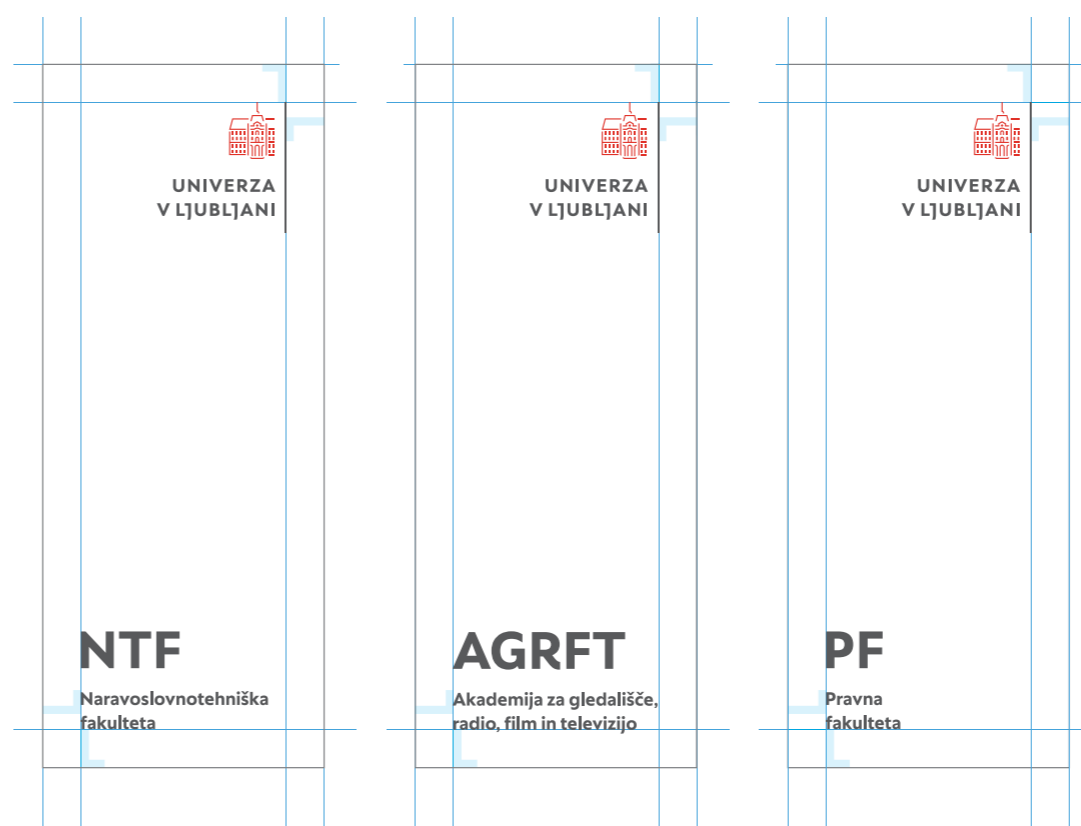 UNIVERZA
V LJUBLJANI
NTF
Naravoslovnotehniška
fakulteta
UNIVERZA
V LJUBLJANI
AGRFT
Akademija za gledališče,
radio, film in televizijo
UNIVERZA
V LJUBLJANI
PF
Pravna
fakulteta